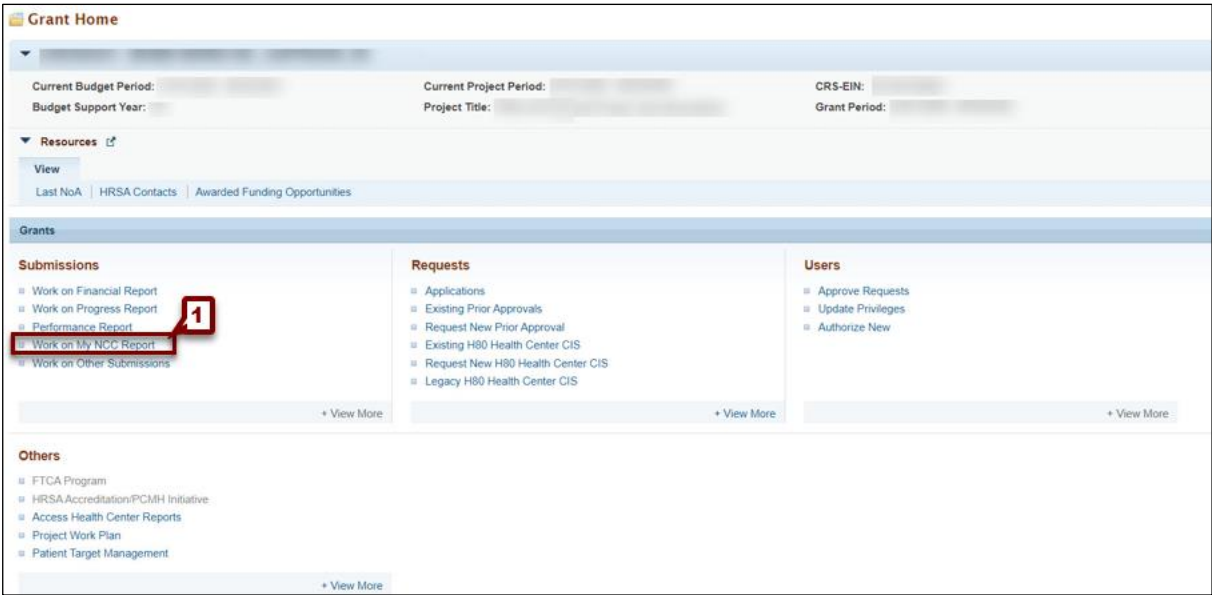 Grant Home
Current Budget Period: Current Project Period: CRS-EIN:
Budget Support Year: Project Title: Grant Period:
Resources
View
Last NoA | HRSA Contacts | Awarded Funding Opportunities
Grants
Submissions
Work on Financial Report
Work on Progress Report
Performance Report
Work on My NCC Report
Work on Other Submissions
+ View More
1
Requests
Applications
Existing Prior Approvals
Request New Prior Approval
Existing H80 Health Center CIS
Request New H80 Health Center CIS
Legacy H80 Health Center CIS
+ View More
Users
Approve Requests
Update Privileges
Authorize New
+ View More
Others
FTCA Program
HRSA Accreditation/PCMH Initiative
Access Health Center Reports
Project Work Plan
Patient Target Management
+ View More